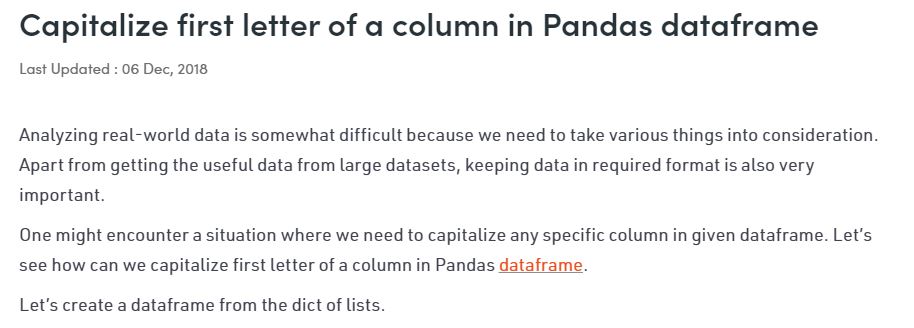 Capitalize first letter of a column in Pandas dataframe
Last Updated : 06 Dec, 2018
Analyzing real-world data is somewhat difficult because we need to take various things into consideration.
Apart from getting the useful data from large datasets, keeping data in required format is also very
important.
One might encounter a situation where we need to capitalize any specific column in given dataframe. Let’s
see how can we capitalize first letter of a column in Pandas dataframe.
Let’s create a dataframe from the dict of lists.